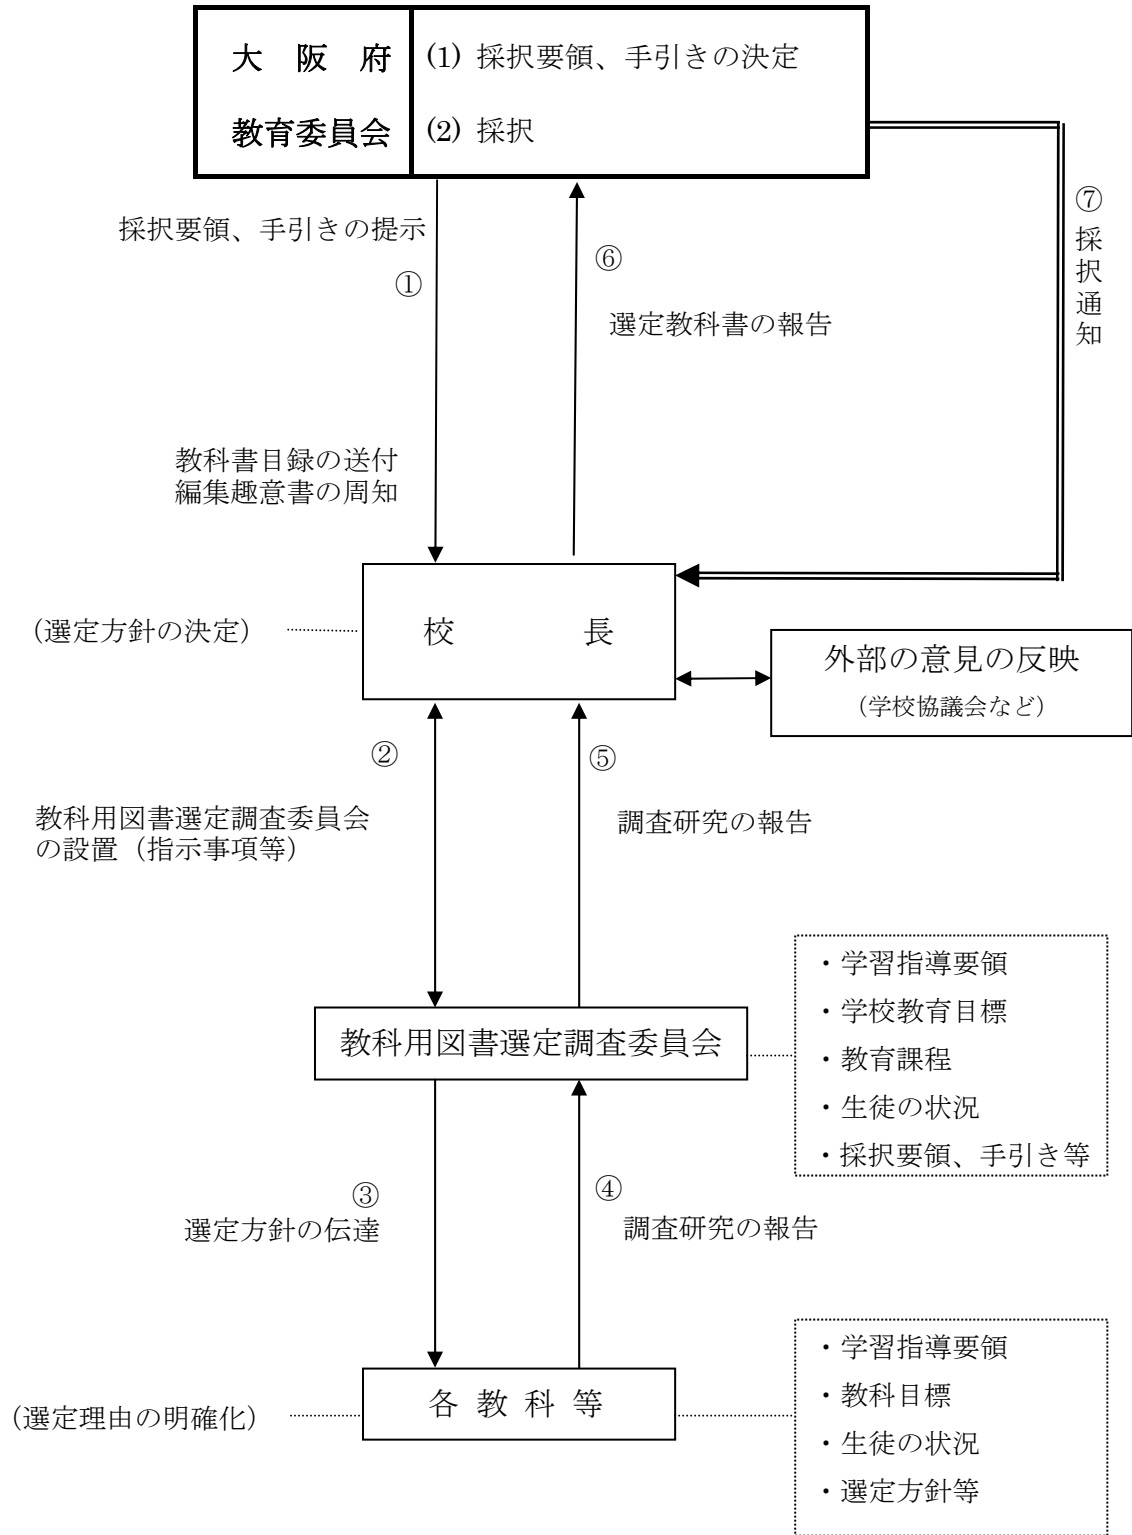 大阪府
教育委員会
(1) 採択要領、手引きの決定
(2) 採択
採択要領、手引きの提示
①
⑥
選定教科書の報告
⑦採択通知
教科書目録の送付
編集趣意書の周知
(選定方針の決定)
校長
外部の意見の反映
(学校協議会など)
②
教科用図書選定調査委員会
の設置(指示事項等)
⑤
調査研究の報告
教科用図書選定調査委員会
・学習指導要領
・学校教育目標
・教育課程
・生徒の状況
・採択要領、手引き等
③
選定方針の伝達
④
調査研究の報告
(選定理由の明確化)
各教科等
・学習指導要領
・教科目標
・生徒の状況
・選定方針等